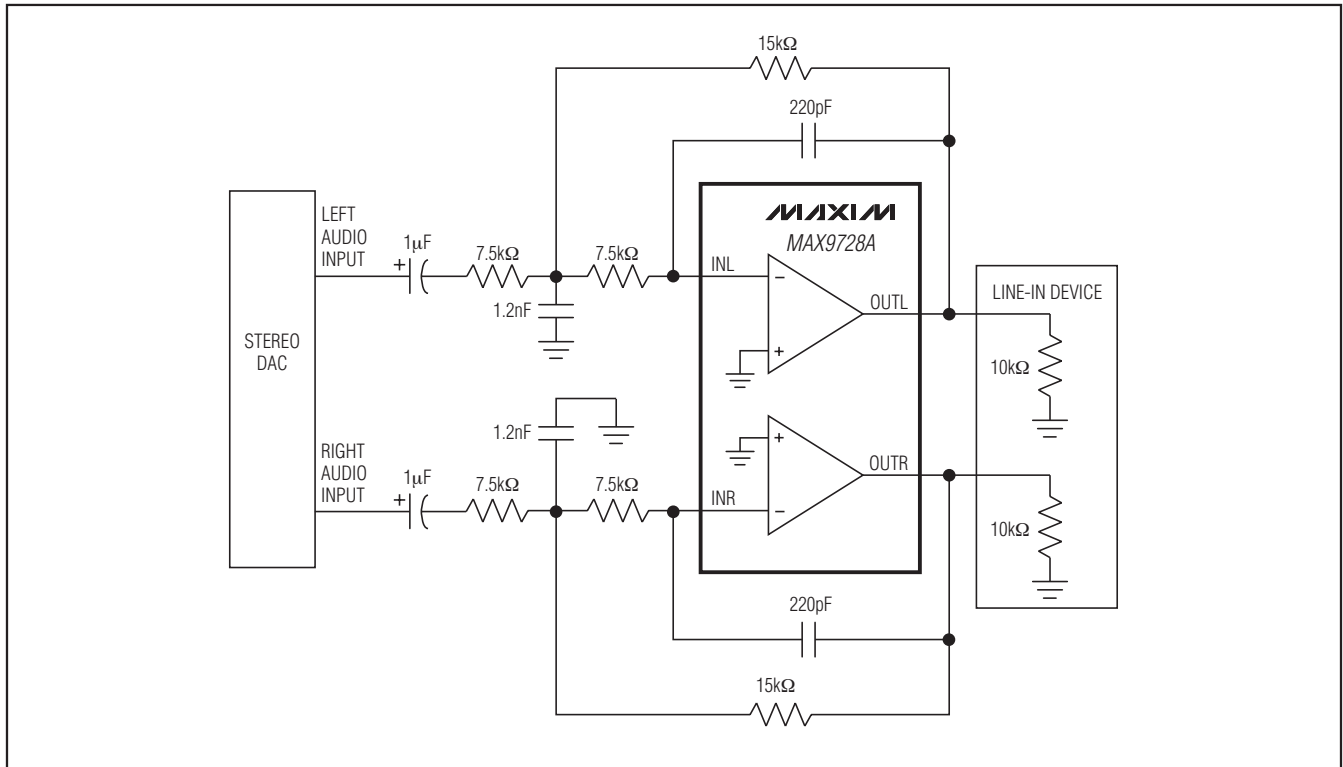 15kΩ
220pF
MAXIM
MAX9728A
LEFT
AUDIO
INPUT
1μF
+
7.5kΩ
7.5kΩ
INL
−
OUTL
LINE-IN DEVICE
1.2nF
+
10kΩ
STEREO
DAC
1.2nF
+
OUTR
RIGHT
AUDIO
INPUT
1μF
+
7.5kΩ
7.5kΩ
INR
−
10kΩ
220pF
15kΩ